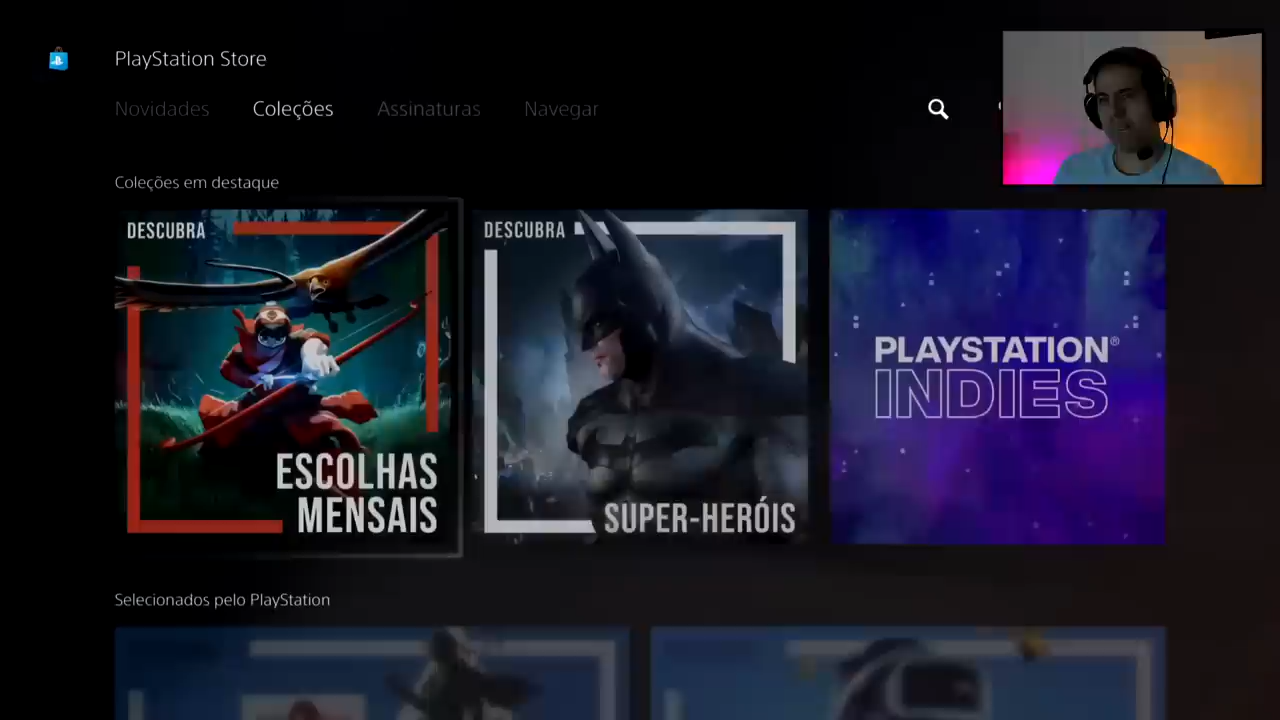 PlayStation Store
Novidades
Coleções
Assinaturas
Navegar
Coleções em destaque
DESCUBRA
ESCOLHAS
MENSAIS
DESCUBRA
SUPER-HERÓIS
PLAYSTATION®
INDIES
Selecionados pelo PlayStation